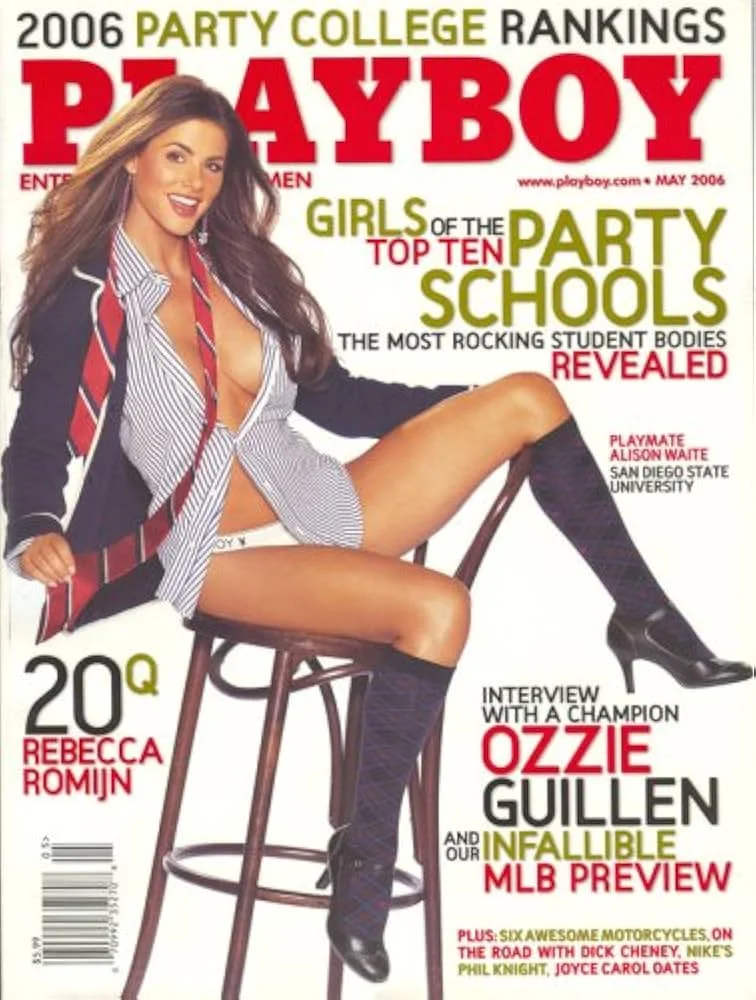 2006 PARTY COLLEGE RANKINGS
PLAYBOY
ENTE MEN
www.playboy.com • MAY 2006
GIRLS OF THE
TOP TEN PARTY
SCHOOLS
THE MOST ROCKING STUDENT BODIES
REVEALED
PLAYMATE
ALISON WAITE
SAN DIEGO STATE
UNIVERSITY
OY
20Q
REBECCA
ROMIJN
INTERVIEW
WITH A CHAMPION
OZZIE
GUILLEN
AND OUR INFALLIBLE
MLB PREVIEW
PLUS: SIX AWESOME MOTORCYCLES, ON
THE ROAD WITH DICK CHENEY, NIKE'S
PHIL KNIGHT, JOYCE CAROL OATES
$5.99
05>